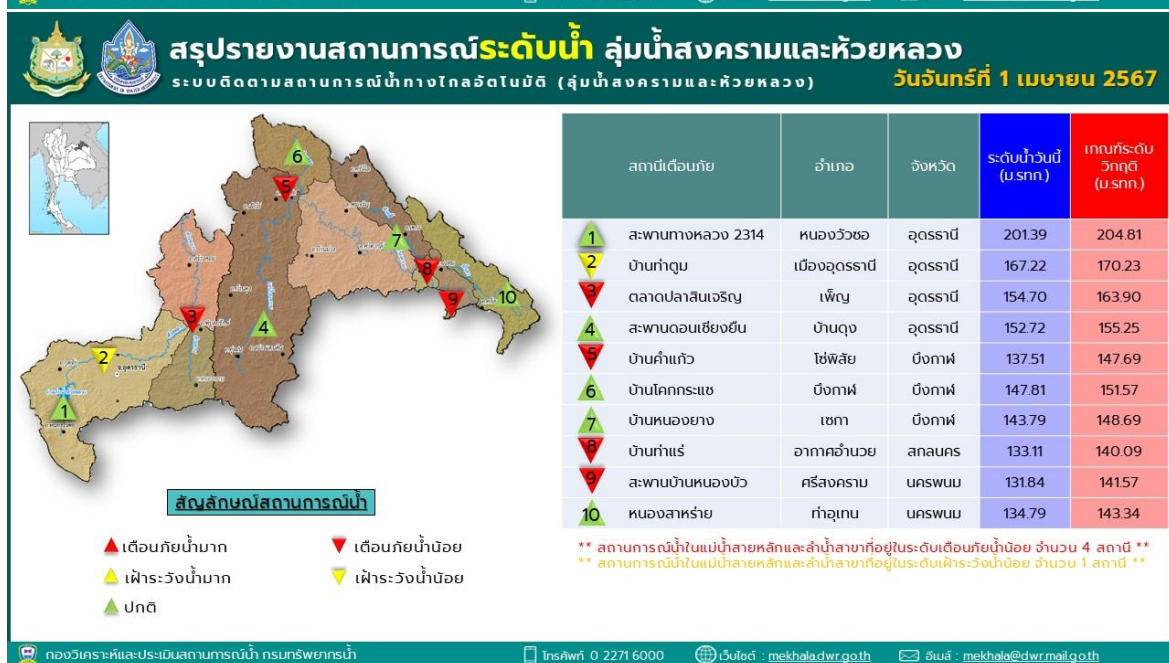 สรุปรายงานสถานการณ์ระดับน้ำ ลุ่มน้ำสงครามและห้วยหลวง
ระบบติดตามสถานการณ์น้ำทางไกลอัตโนมัติ (ลุ่มน้ำสงครามและห้วยหลวง)
วันจันทร์ที่ 1 เมษายน 2567
สถานีเตือนภัย อำเภอ จังหวัด ระดับน้ำวันนี้ (ม.รทก.) เกณฑ์ระดับวิกฤติ (ม.รทก.)
1 สะพานทางหลวง 2314 หนองวัวซอ อุดรธานี 201.39 204.81
2 บ้านท่าตูม เมืองอุดรธานี อุดรธานี 167.22 170.23
3 ตลาดปลาสินเจริญ เพ็ญ อุดรธานี 154.70 163.90
4 สะพานดอนเชียงยืน บ้านดุง อุดรธานี 152.72 155.25
5 บ้านคำแก้ว โซ่พิสัย บึงกาฬ 137.51 147.69
6 บ้านโคกกระแซ บึงกาฬ บึงกาฬ 147.81 151.57
7 บ้านหนองยาง เซกา บึงกาฬ 143.79 148.69
8 บ้านท่าแร่ อากาศอำนวย สกลนคร 133.11 140.09
9 สะพานบ้านหนองบัว ศรีสงคราม นครพนม 131.84 141.57
10 หนองสาหร่าย ท่าอุเทน นครพนม 134.79 143.34
** สถานการณ์น้ำในแม่น้ำสายหลักและลำน้ำสาขาที่อยู่ในระดับเตือนภัยน้ำน้อย จำนวน 4 สถานี **
** สถานการณ์น้ำในแม่น้ำสายหลักและลำน้ำสาขาที่อยู่ในระดับเฝ้าระวังน้ำน้อย จำนวน 1 สถานี **
6
5
7
8
9
10
3
4
2
1
สัญลักษณ์สถานการณ์น้ำ
เตือนภัยน้ำมาก เตือนภัยน้ำน้อย
เฝ้าระวังน้ำมาก เฝ้าระวังน้ำน้อย
ปกติ
กองวิเคราะห์และประเมินสถานการณ์น้ำ กรมทรัพยากรน้ำ โทรศัพท์ 0 2271 6000 เว็บไซต์ : mekhala.dwr.go.th อีเมล์ : mekhala@dwr.mail.go.th